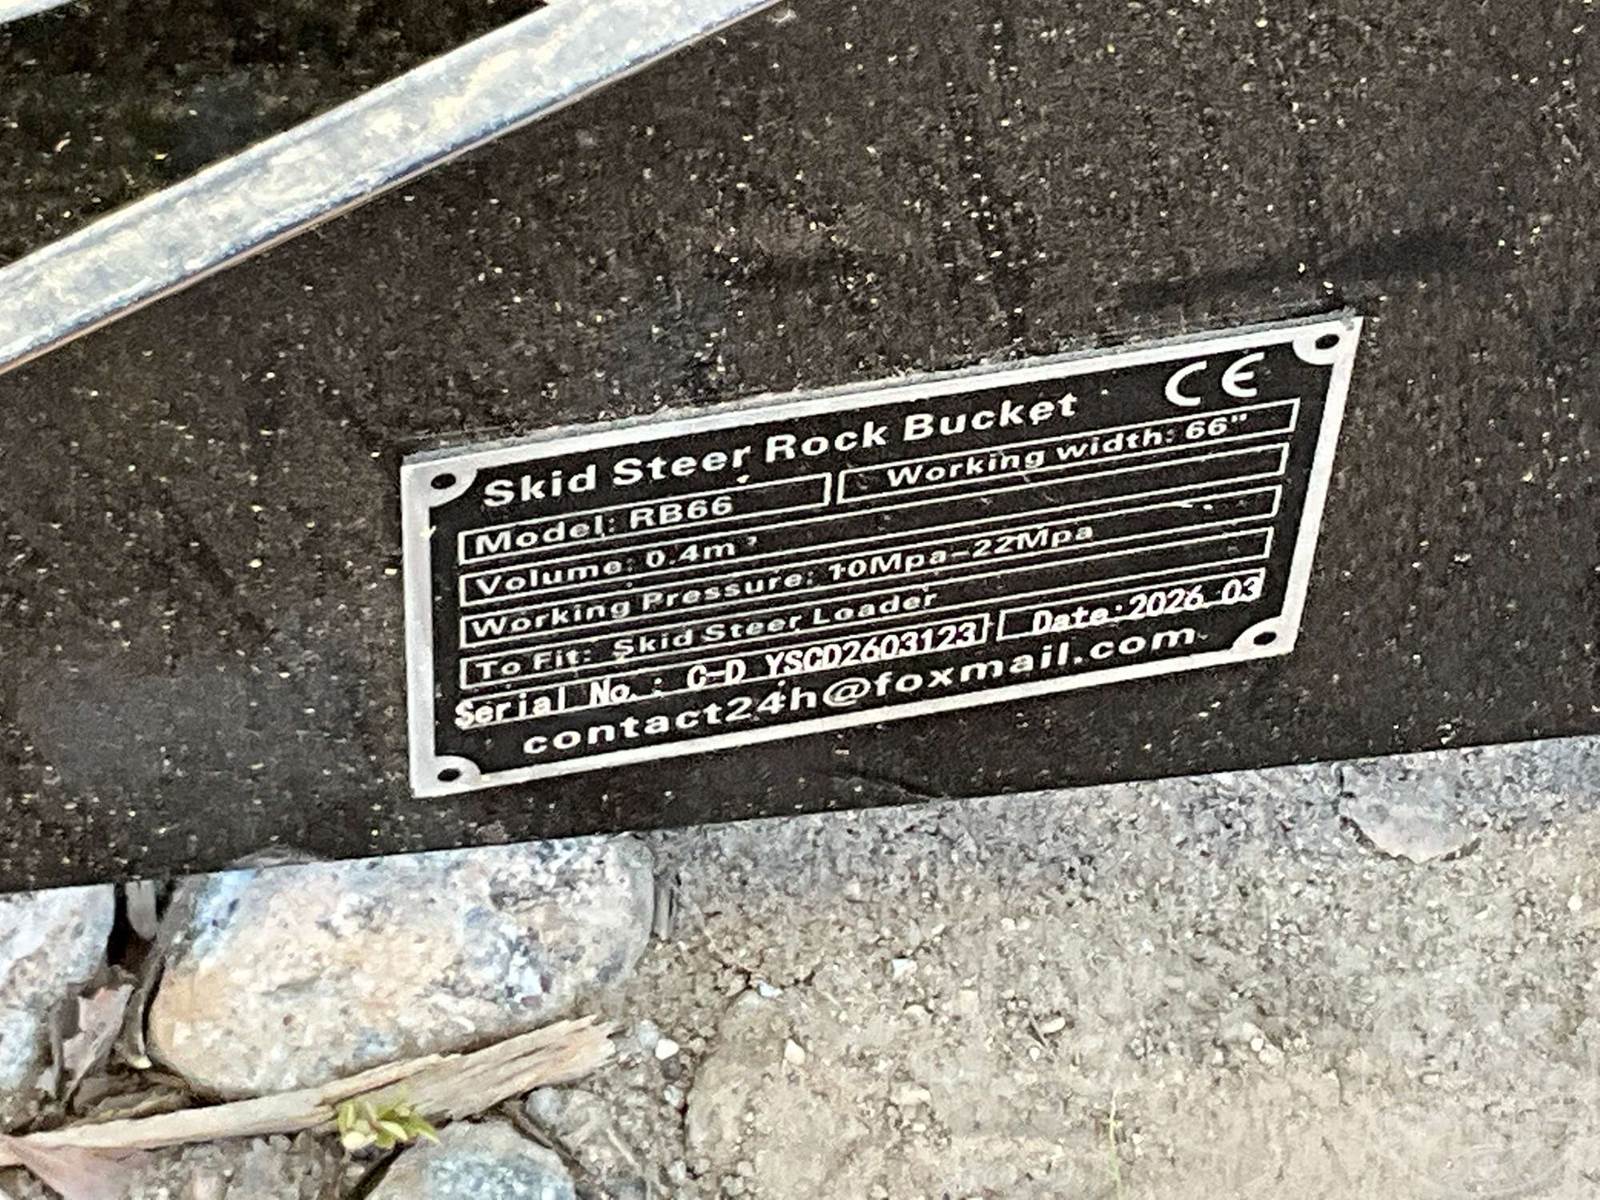 Skid Steer Rock Bucket CE
Model: RB66 Working width: 66"
Volume: 0.4m³
Working Pressure: 10Mpa-22Mpa
To Fit: Skid Steer Loader
Serial No.: C-D YSCD2603123 Date:2026.03
contact24h@foxmail.com